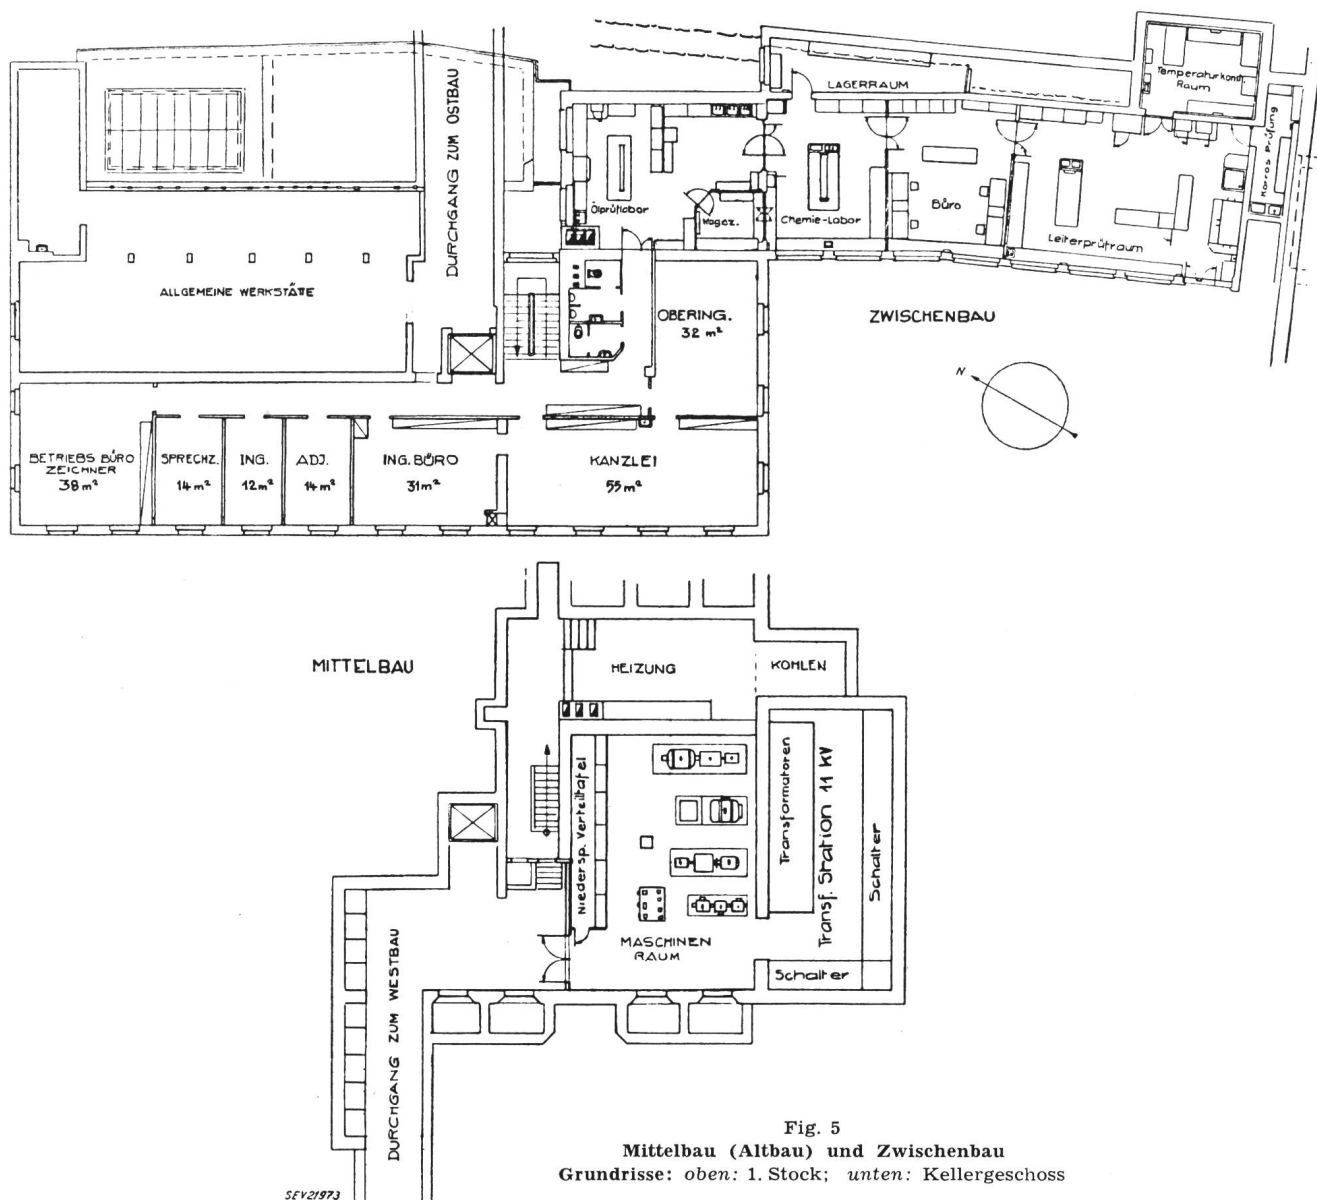 DURCHGANG ZUM OSTBAU
LAGERRAUM
Temperaturkonst.
Raum
Korros. Prüfung
Ölprüflabor
Magaz.
Chemie-Labor
Büro
Leiterprüfraum
ALLGEMEINE WERKSTÄTTE
OBERING.
32 m²
ZWISCHENBAU
N
BETRIEBS BÜRO
ZEICHNER
38 m²
SPRECHZ.
14 m²
ING.
12 m²
ADJ.
14 m²
ING. BÜRO
31 m²
KANZLEI
55 m²
MITTELBAU
HEIZUNG
KOHLEN
Niedersp. Verteiltafel
Transformatoren
Transf. Station 11 KV
Schalter
MASCHINEN
RAUM
Schalter
DURCHGANG ZUM WESTBAU
Fig. 5
Mittelbau (Altbau) und Zwischenbau
Grundrisse: oben: 1. Stock; unten: Kellergeschoss
SEV21973